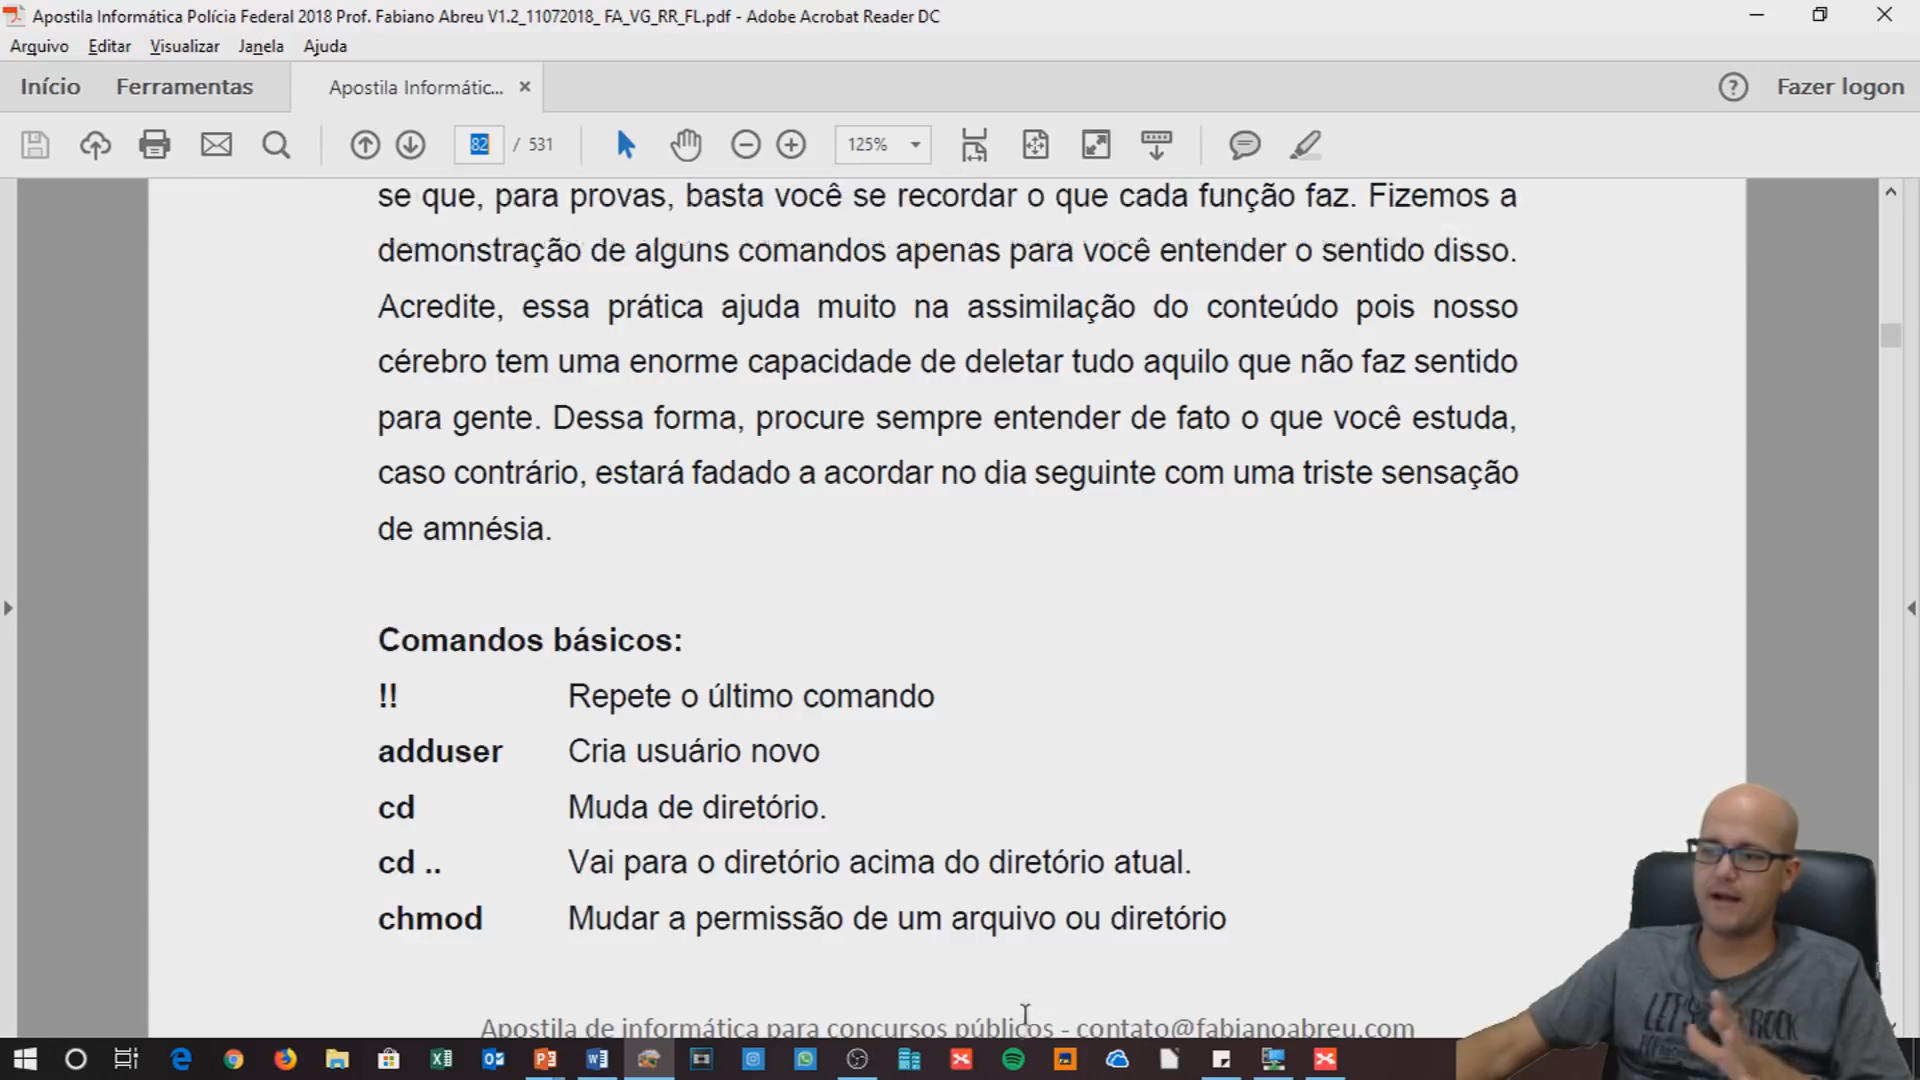 Apostila Informática Polícia Federal 2018 Prof. Fabiano Abreu V1.2_11072018_ FA_VG_RR_FL.pdf - Adobe Acrobat Reader DC
Arquivo Editar Visualizar Janela Ajuda
Início Ferramentas Apostila Informátic... Fazer logon
82 / 531 125%
se que, para provas, basta você se recordar o que cada função faz. Fizemos a
demonstração de alguns comandos apenas para você entender o sentido disso.
Acredite, essa prática ajuda muito na assimilação do conteúdo pois nosso
cérebro tem uma enorme capacidade de deletar tudo aquilo que não faz sentido
para gente. Dessa forma, procure sempre entender de fato o que você estuda,
caso contrário, estará fadado a acordar no dia seguinte com uma triste sensação
de amnésia.
Comandos básicos:
!! Repete o último comando
adduser Cria usuário novo
cd Muda de diretório.
cd .. Vai para o diretório acima do diretório atual.
chmod Mudar a permissão de um arquivo ou diretório
Apostila de informática para concursos públicos - contato@fabianoabreu.com